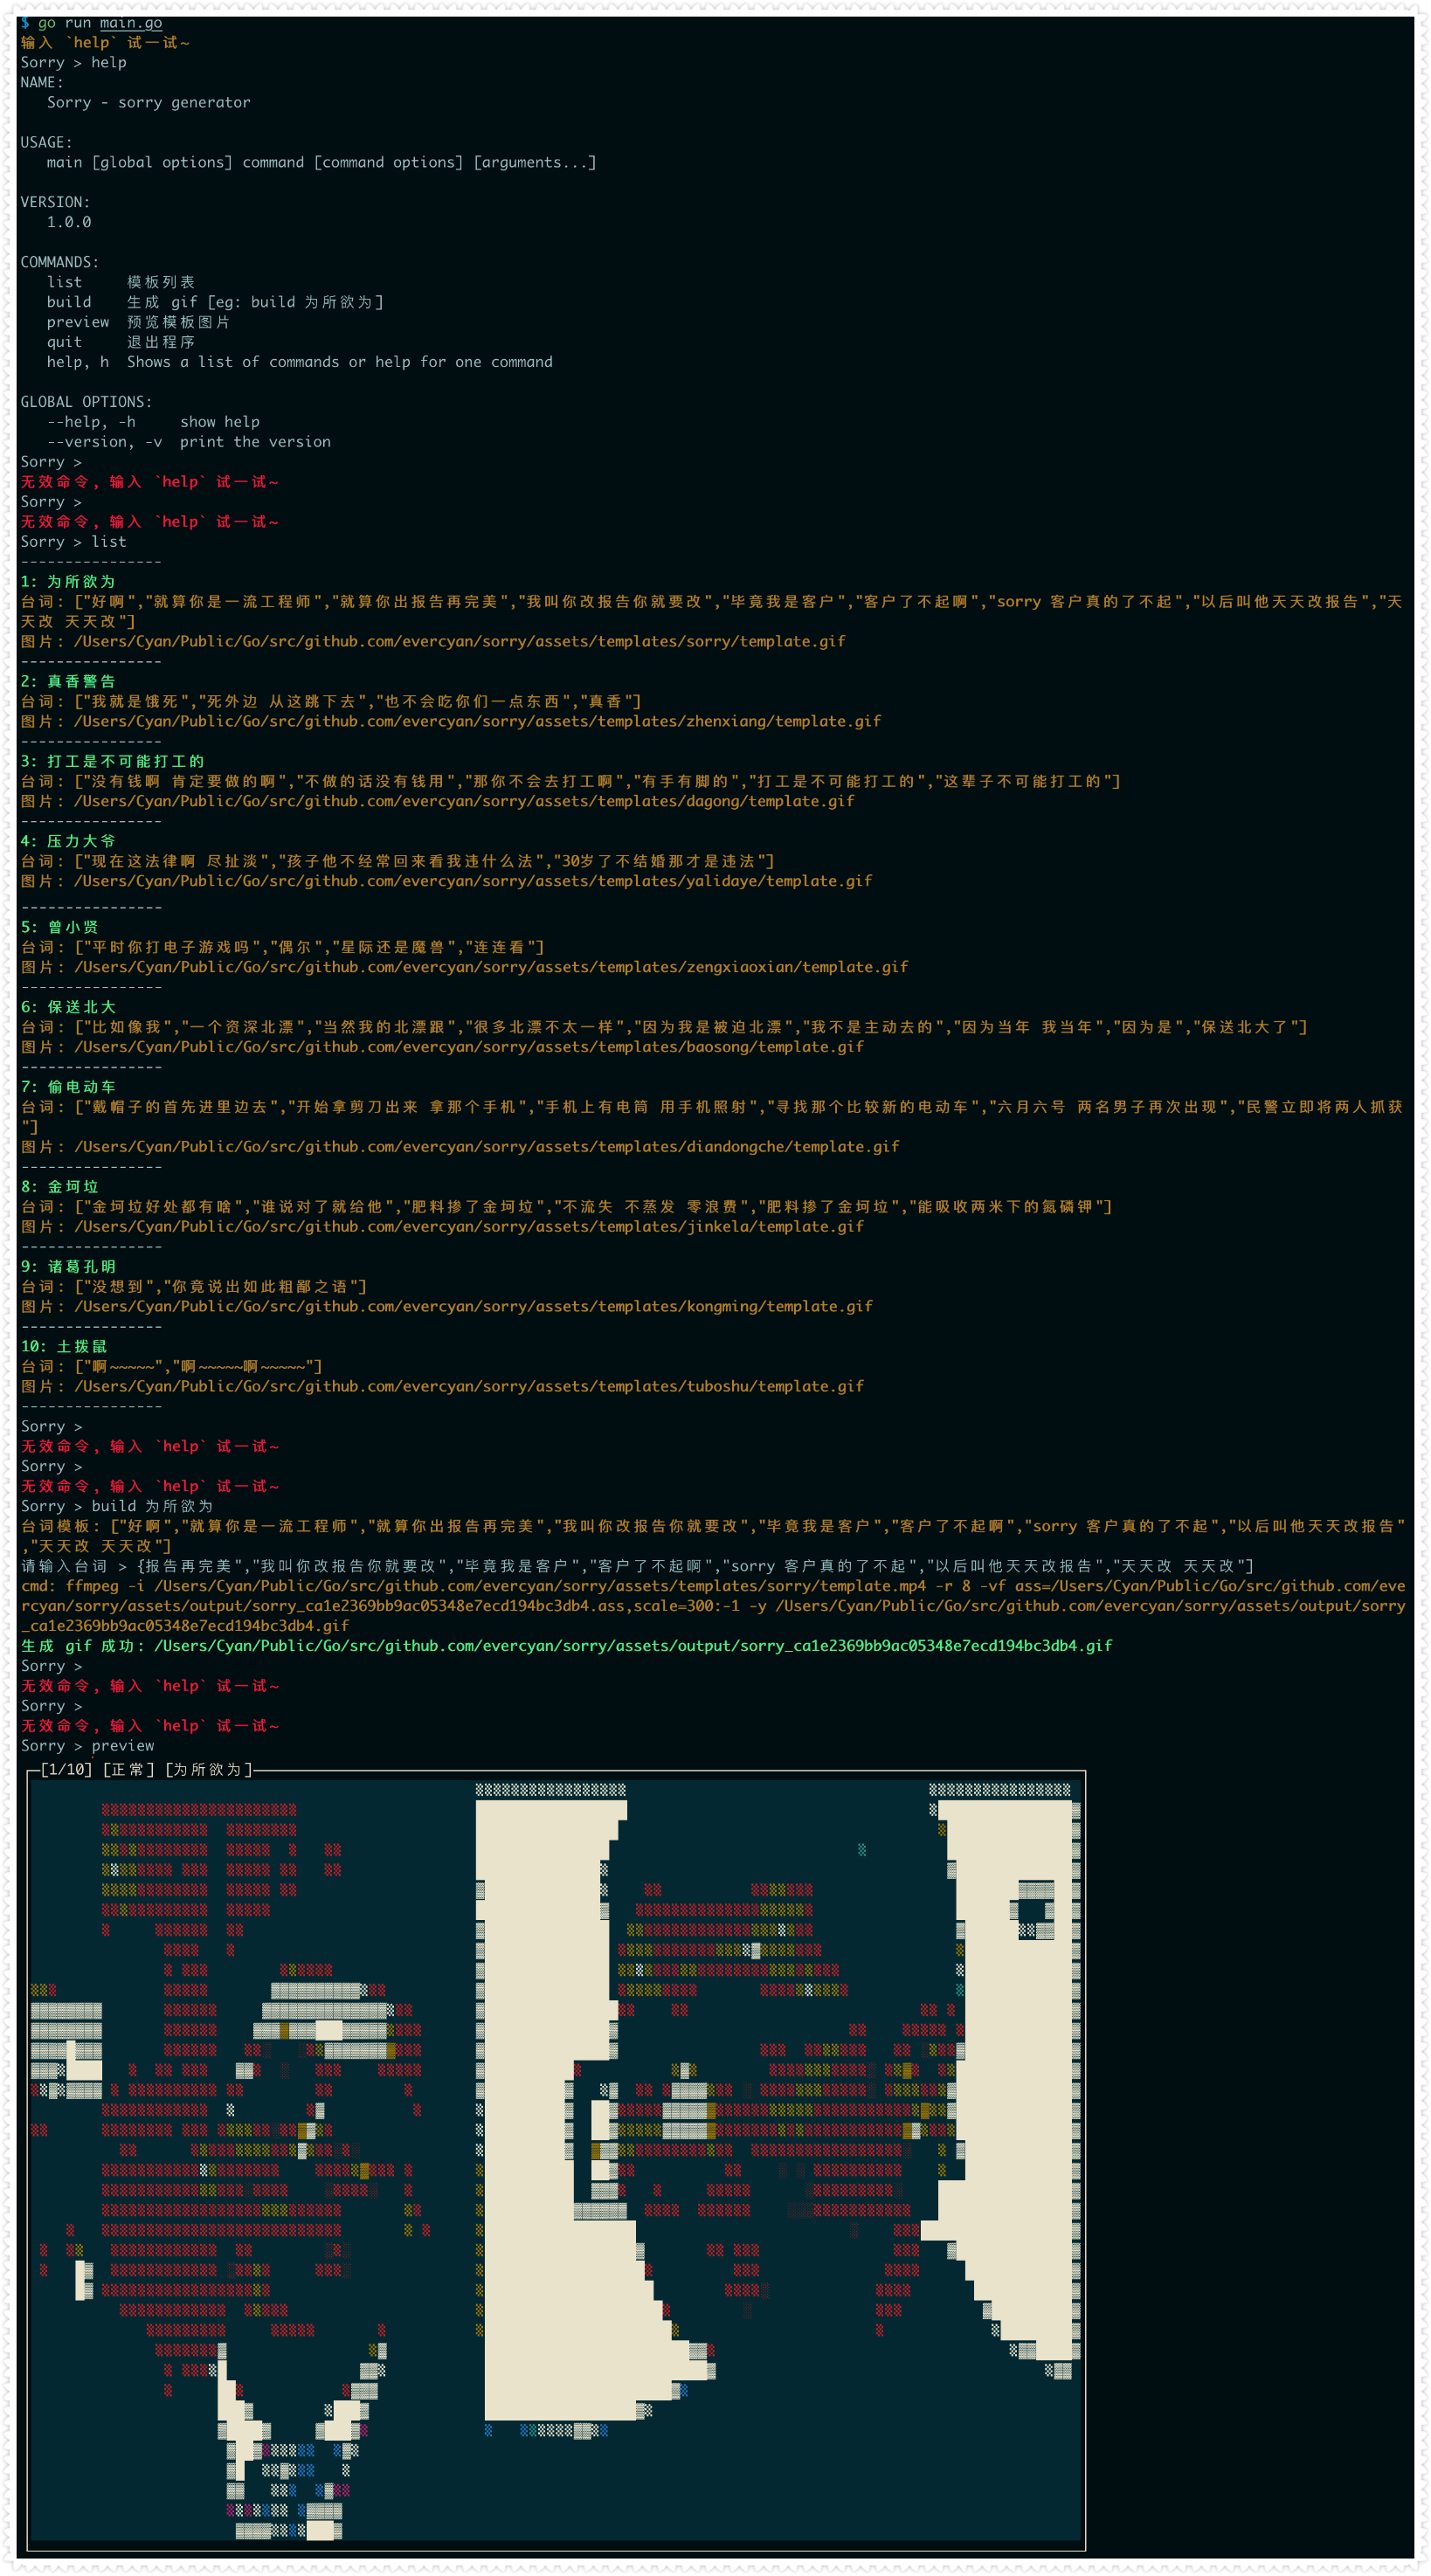 $ go run main.go
输入 `help` 试一试~
Sorry > help
NAME:
   Sorry - sorry generator

USAGE:
   main [global options] command [command options] [arguments...]

VERSION:
   1.0.0

COMMANDS:
   list     模板列表
   build    生成 gif [eg: build 为所欲为]
   preview  预览模板图片
   quit     退出程序
   help, h  Shows a list of commands or help for one command

GLOBAL OPTIONS:
   --help, -h     show help
   --version, -v  print the version
Sorry >
无效命令, 输入 `help` 试一试~
Sorry >
无效命令, 输入 `help` 试一试~
Sorry > list
----------------
1: 为所欲为
台词: ["好啊","就算你是一流工程师","就算你出报告再完美","我叫你改报告你就要改","毕竟我是客户","客户了不起啊","sorry 客户真的了不起","以后叫他天天改报告","天
天改 天天改"]
图片: /Users/Cyan/Public/Go/src/github.com/evercyan/sorry/assets/templates/sorry/template.gif
----------------
2: 真香警告
台词: ["我就是饿死","死外边 从这跳下去","也不会吃你们一点东西","真香"]
图片: /Users/Cyan/Public/Go/src/github.com/evercyan/sorry/assets/templates/zhenxiang/template.gif
----------------
3: 打工是不可能打工的
台词: ["没有钱啊 肯定要做的啊","不做的话没有钱用","那你不会去打工啊","有手有脚的","打工是不可能打工的","这辈子不可能打工的"]
图片: /Users/Cyan/Public/Go/src/github.com/evercyan/sorry/assets/templates/dagong/template.gif
----------------
4: 压力大爷
台词: ["现在这法律啊 尽扯淡","孩子他不经常回来看我违什么法","30岁了不结婚那才是违法"]
图片: /Users/Cyan/Public/Go/src/github.com/evercyan/sorry/assets/templates/yalidaye/template.gif
----------------
5: 曾小贤
台词: ["平时你打电子游戏吗","偶尔","星际还是魔兽","连连看"]
图片: /Users/Cyan/Public/Go/src/github.com/evercyan/sorry/assets/templates/zengxiaoxian/template.gif
----------------
6: 保送北大
台词: ["比如像我","一个资深北漂","当然我的北漂跟","很多北漂不太一样","因为我是被迫北漂","我不是主动去的","因为当年 我当年","因为是","保送北大了"]
图片: /Users/Cyan/Public/Go/src/github.com/evercyan/sorry/assets/templates/baosong/template.gif
----------------
7: 偷电动车
台词: ["戴帽子的首先进里边去","开始拿剪刀出来 拿那个手机","手机上有电筒 用手机照射","寻找那个比较新的电动车","六月六号 两名男子再次出现","民警立即将两人抓获
"]
图片: /Users/Cyan/Public/Go/src/github.com/evercyan/sorry/assets/templates/diandongche/template.gif
----------------
8: 金坷垃
台词: ["金坷垃好处都有啥","谁说对了就给他","肥料掺了金坷垃","不流失 不蒸发 零浪费","肥料掺了金坷垃","能吸收两米下的氮磷钾"]
图片: /Users/Cyan/Public/Go/src/github.com/evercyan/sorry/assets/templates/jinkela/template.gif
----------------
9: 诸葛孔明
台词: ["没想到","你竟说出如此粗鄙之语"]
图片: /Users/Cyan/Public/Go/src/github.com/evercyan/sorry/assets/templates/kongming/template.gif
----------------
10: 土拨鼠
台词: ["啊~~~~~","啊~~~~~啊~~~~~"]
图片: /Users/Cyan/Public/Go/src/github.com/evercyan/sorry/assets/templates/tuboshu/template.gif
----------------
Sorry >
无效命令, 输入 `help` 试一试~
Sorry >
无效命令, 输入 `help` 试一试~
Sorry > build 为所欲为
台词模板: ["好啊","就算你是一流工程师","就算你出报告再完美","我叫你改报告你就要改","毕竟我是客户","客户了不起啊","sorry 客户真的了不起","以后叫他天天改报告"
,"天天改 天天改"]
请输入台词 > {报告再完美","我叫你改报告你就要改","毕竟我是客户","客户了不起啊","sorry 客户真的了不起","以后叫他天天改报告","天天改 天天改"]
cmd: ffmpeg -i /Users/Cyan/Public/Go/src/github.com/evercyan/sorry/assets/templates/sorry/template.mp4 -r 8 -vf ass=/Users/Cyan/Public/Go/src/github.com/eve
rcyan/sorry/assets/output/sorry_ca1e2369bb9ac05348e7ecd194bc3db4.ass,scale=300:-1 -y /Users/Cyan/Public/Go/src/github.com/evercyan/sorry/assets/output/sorry
_ca1e2369bb9ac05348e7ecd194bc3db4.gif
生成 gif 成功: /Users/Cyan/Public/Go/src/github.com/evercyan/sorry/assets/output/sorry_ca1e2369bb9ac05348e7ecd194bc3db4.gif
Sorry >
无效命令, 输入 `help` 试一试~
Sorry >
无效命令, 输入 `help` 试一试~
Sorry > preview
[1/10] [正常] [为所欲为]